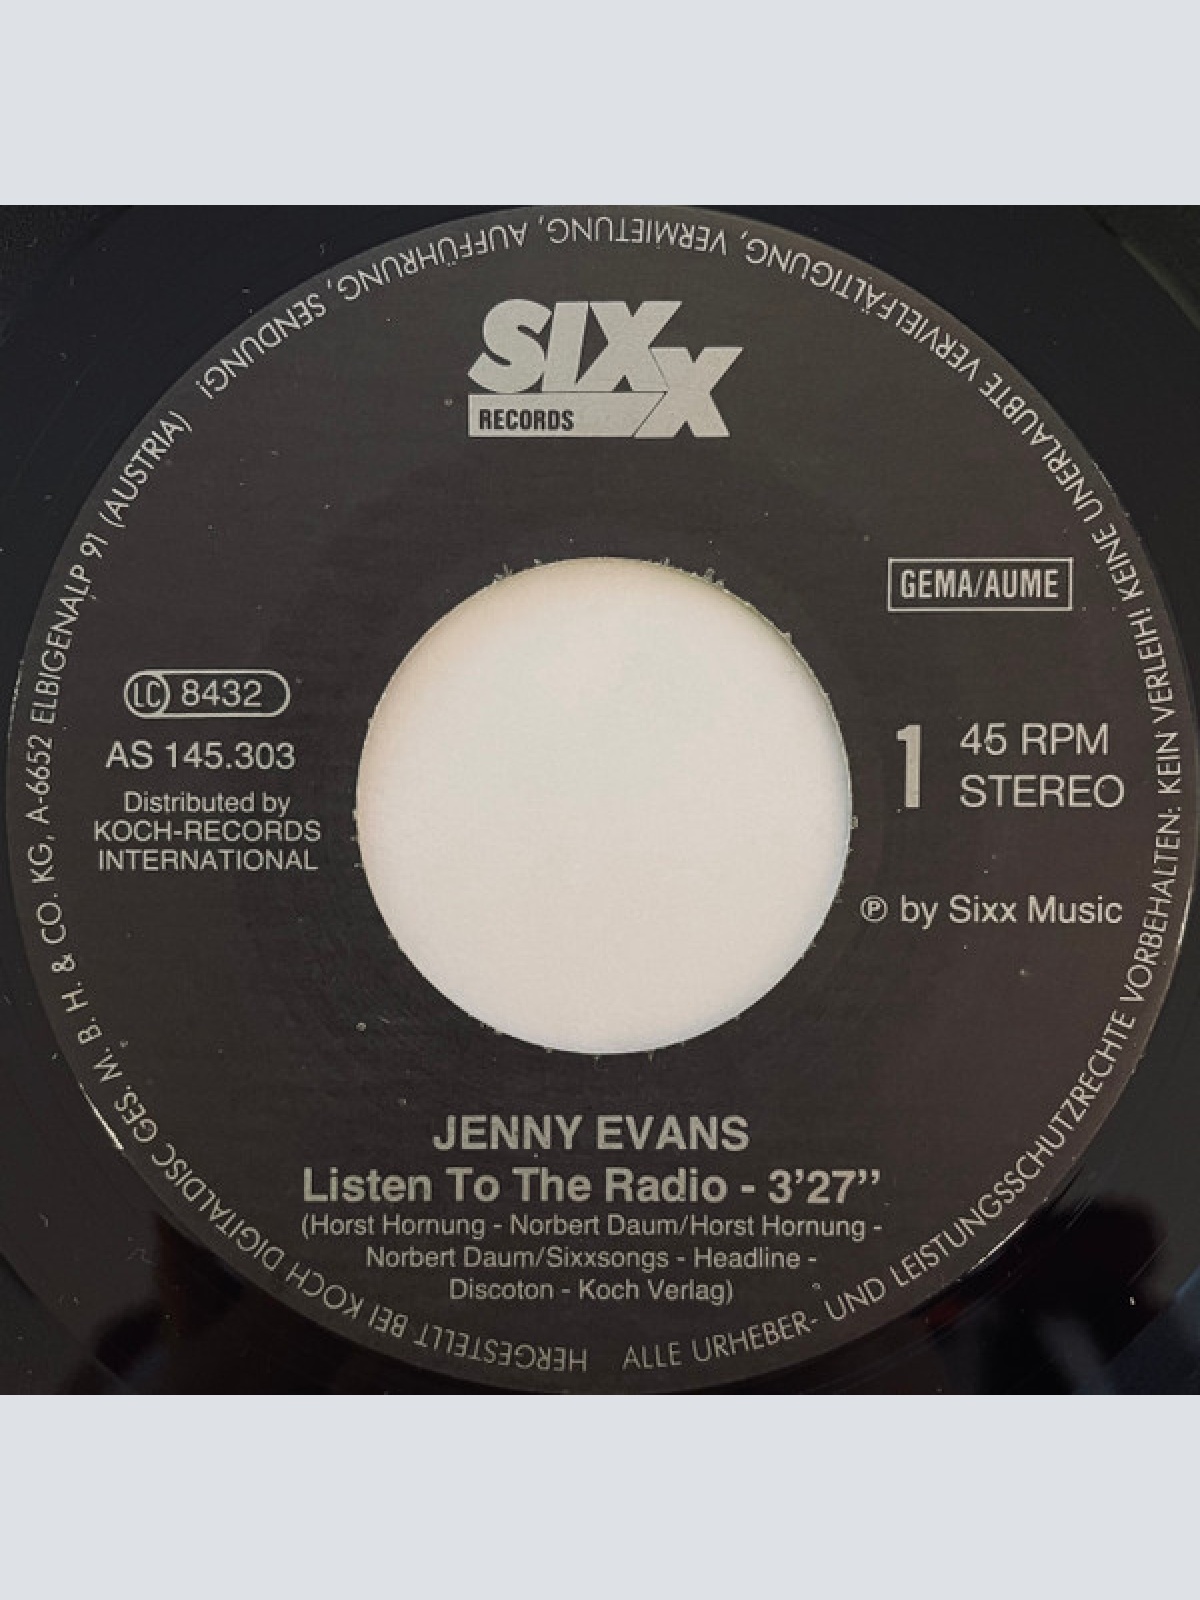 SIXX
RECORDS
GEMA/AUME
LC 8432
AS 145.303
Distributed by
KOCH-RECORDS
INTERNATIONAL
1
45 RPM
STEREO
℗ by Sixx Music
JENNY EVANS
Listen To The Radio - 3’27”
(Horst Hornung - Norbert Daum/Horst Hornung -
Norbert Daum/Sixxsongs - Headline -
Discoton - Koch Verlag)
ALLE URHEBER- UND LEISTUNGSSCHUTZRECHTE VORBEHALTEN: KEIN VERLEIH! KEINE UNERLAUBTE VERVIELFÄLTIGUNG, VERMIETUNG, AUFFÜHRUNG, SENDUNG!
HERGESTELLT BEI KOCH DIGITALDISC GES. M. B. H. & CO. KG, A-6652 ELBIGENALP 91 (AUSTRIA)